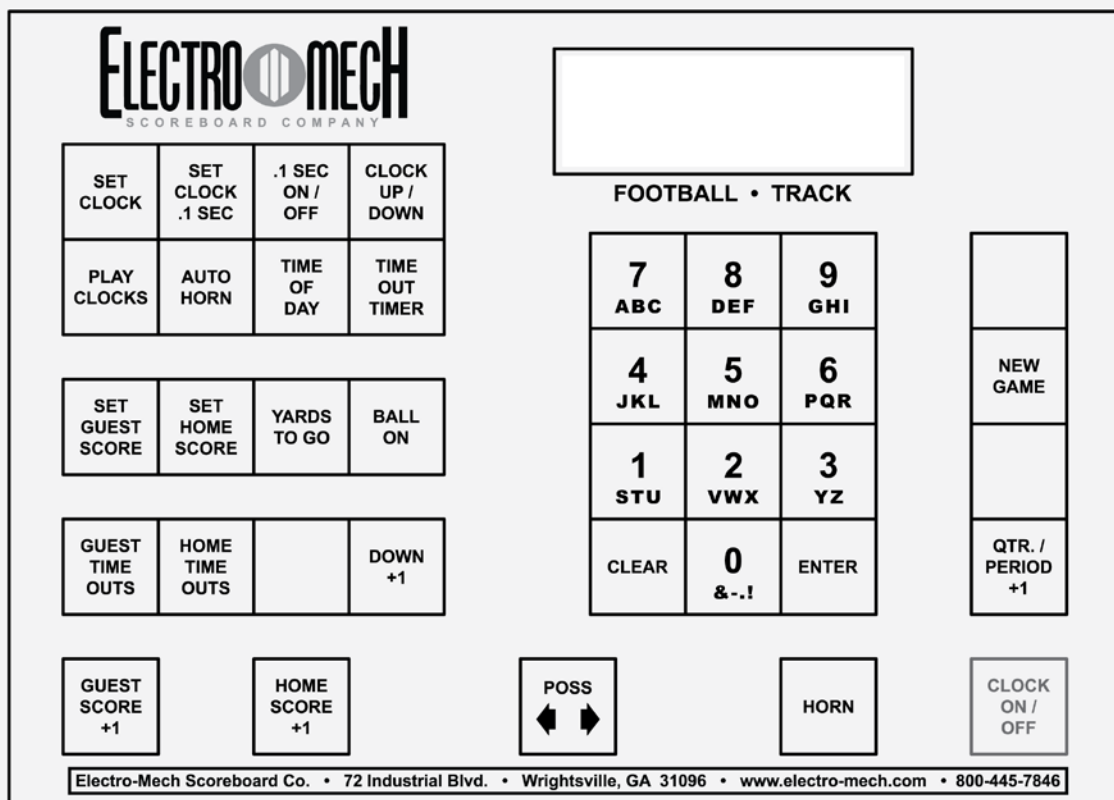 ELECTRO MECH
SCOREBOARD COMPANY
SET
CLOCK
SET
CLOCK
.1 SEC
.1 SEC
ON /
OFF
CLOCK
UP /
DOWN
PLAY
CLOCKS
AUTO
HORN
TIME
OF
DAY
TIME
OUT
TIMER
SET
GUEST
SCORE
SET
HOME
SCORE
YARDS
TO GO
BALL
ON
GUEST
TIME
OUTS
HOME
TIME
OUTS
DOWN
+1
GUEST
SCORE
+1
HOME
SCORE
+1
FOOTBALL • TRACK
7
ABC
8
DEF
9
GHI
4
JKL
5
MNO
6
PQR
1
STU
2
VWX
3
YZ
CLEAR
0
&-.!
ENTER
NEW
GAME
QTR. /
PERIOD
+1
POSS
HORN
CLOCK
ON /
OFF
Electro-Mech Scoreboard Co. • 72 Industrial Blvd. • Wrightsville, GA 31096 • www.electro-mech.com • 800-445-7846